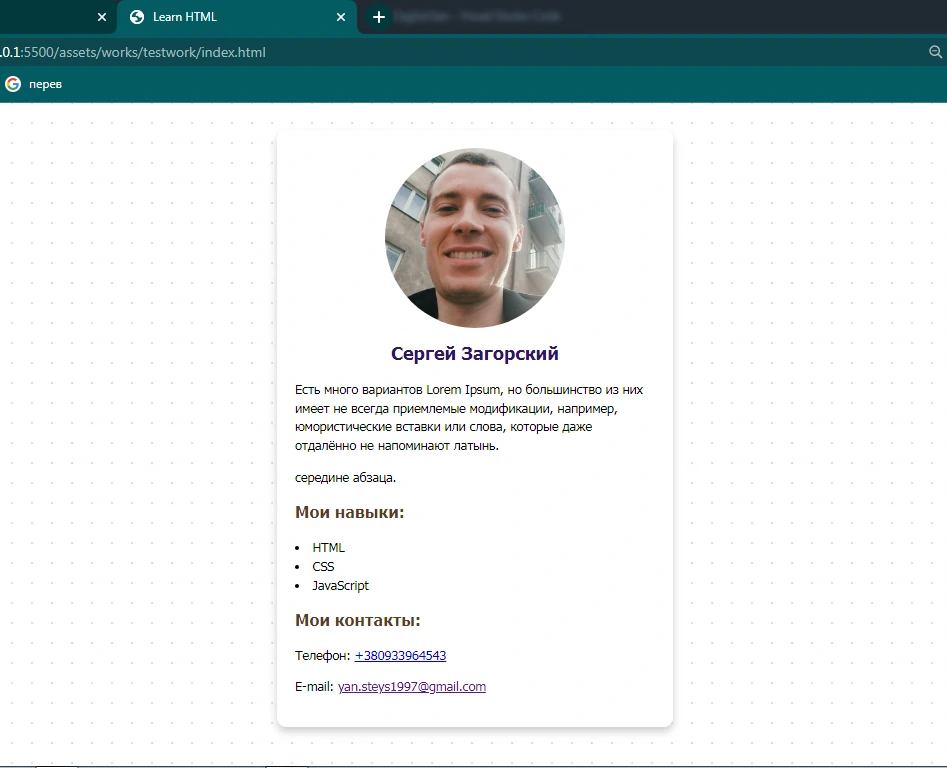 Learn HTML
.0.1:5500/assets/works/testwork/index.html
перев
Сергей Загорский
Есть много вариантов Lorem Ipsum, но большинство из них
имеет не всегда приемлемые модификации, например,
юмористические вставки или слова, которые даже
отдалённо не напоминают латынь.
середине абзаца.
Мои навыки:
HTML
CSS
JavaScript
Мои контакты:
Телефон: +380933964543
E-mail: yan.steys1997@gmail.com